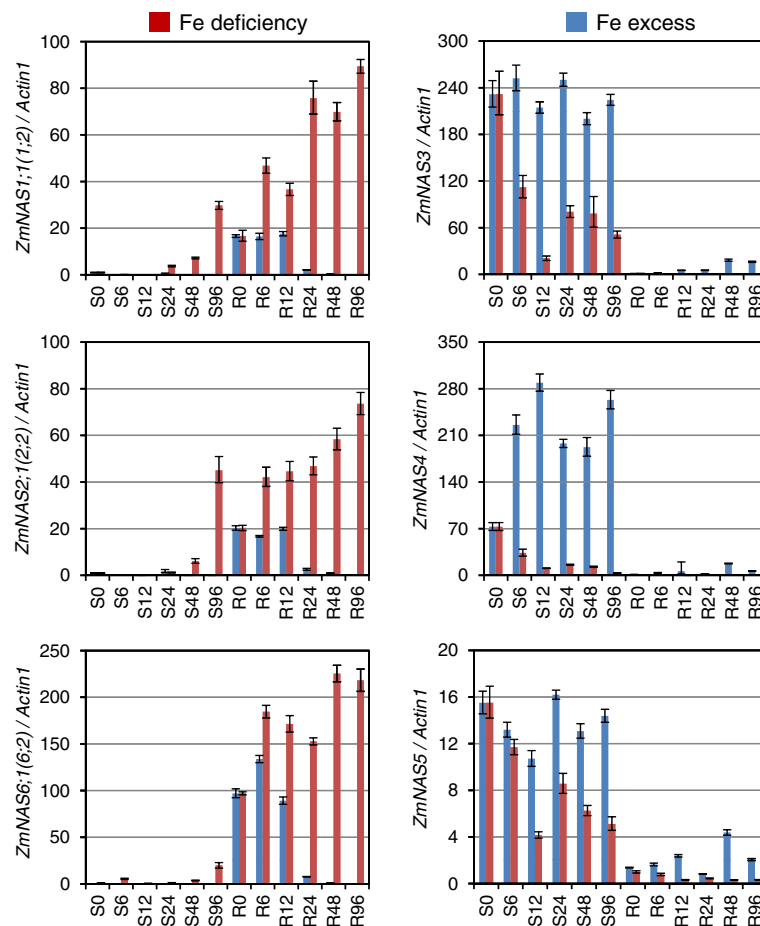 Fe deficiency
Fe excess
ZmNAS1;1(1;2) / Actin1
100
80
60
40
20
0
S0 S6 S12 S24 S48 S96 R0 R6 R12 R24 R48 R96
ZmNAS3 / Actin1
300
240
180
120
60
0
S0 S6 S12 S24 S48 S96 R0 R6 R12 R24 R48 R96
ZmNAS2;1(2;2) / Actin1
100
80
60
40
20
0
S0 S6 S12 S24 S48 S96 R0 R6 R12 R24 R48 R96
ZmNAS4 / Actin1
350
280
210
140
70
0
S0 S6 S12 S24 S48 S96 R0 R6 R12 R24 R48 R96
ZmNAS6;1(6;2) / Actin1
250
200
150
100
50
0
S0 S6 S12 S24 S48 S96 R0 R6 R12 R24 R48 R96
ZmNAS5 / Actin1
20
16
12
8
4
0
S0 S6 S12 S24 S48 S96 R0 R6 R12 R24 R48 R96